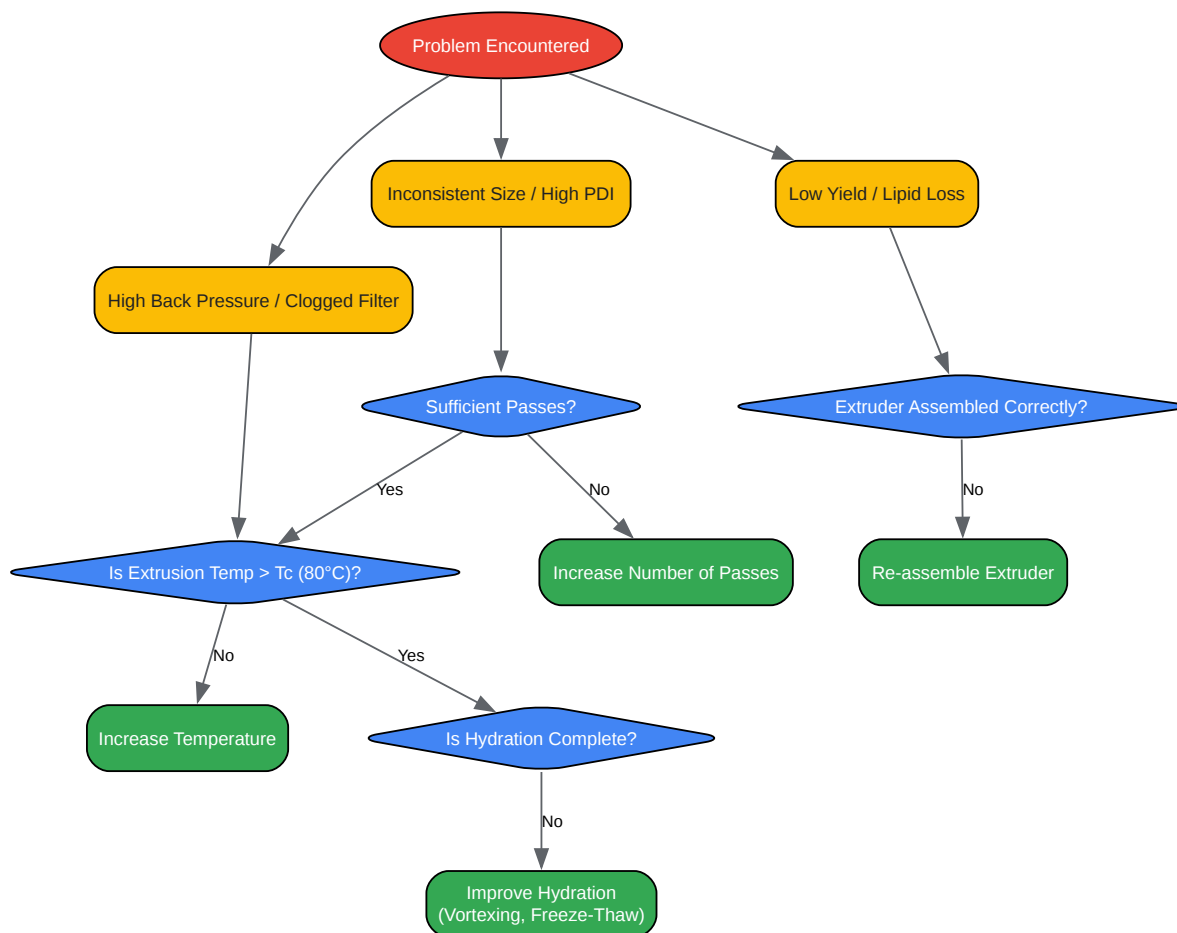 Problem Encountered
Inconsistent Size / High PDI
Low Yield / Lipid Loss
High Back Pressure / Clogged Filter
Sufficient Passes?
Extruder Assembled Correctly?
Yes
No
No
Is Extrusion Temp > Tc (80°C)?
Increase Number of Passes
Re-assemble Extruder
No
Yes
Increase Temperature
Is Hydration Complete?
No
Improve Hydration
(Vortexing, Freeze-Thaw)